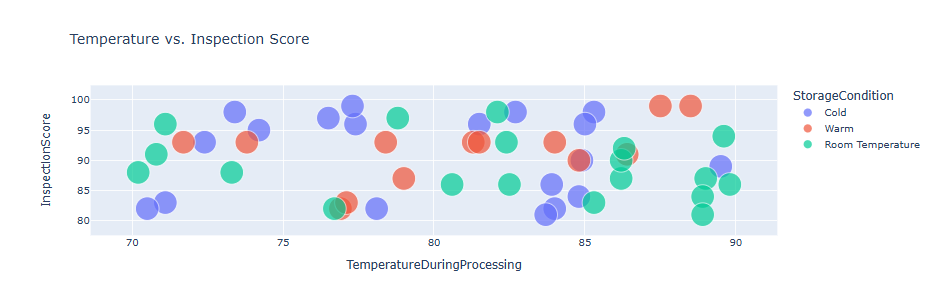 Temperature vs. Inspection Score
StorageCondition
Cold
Warm
Room Temperature
InspectionScore
100
95
90
85
80
70
75
80
85
90
TemperatureDuringProcessing